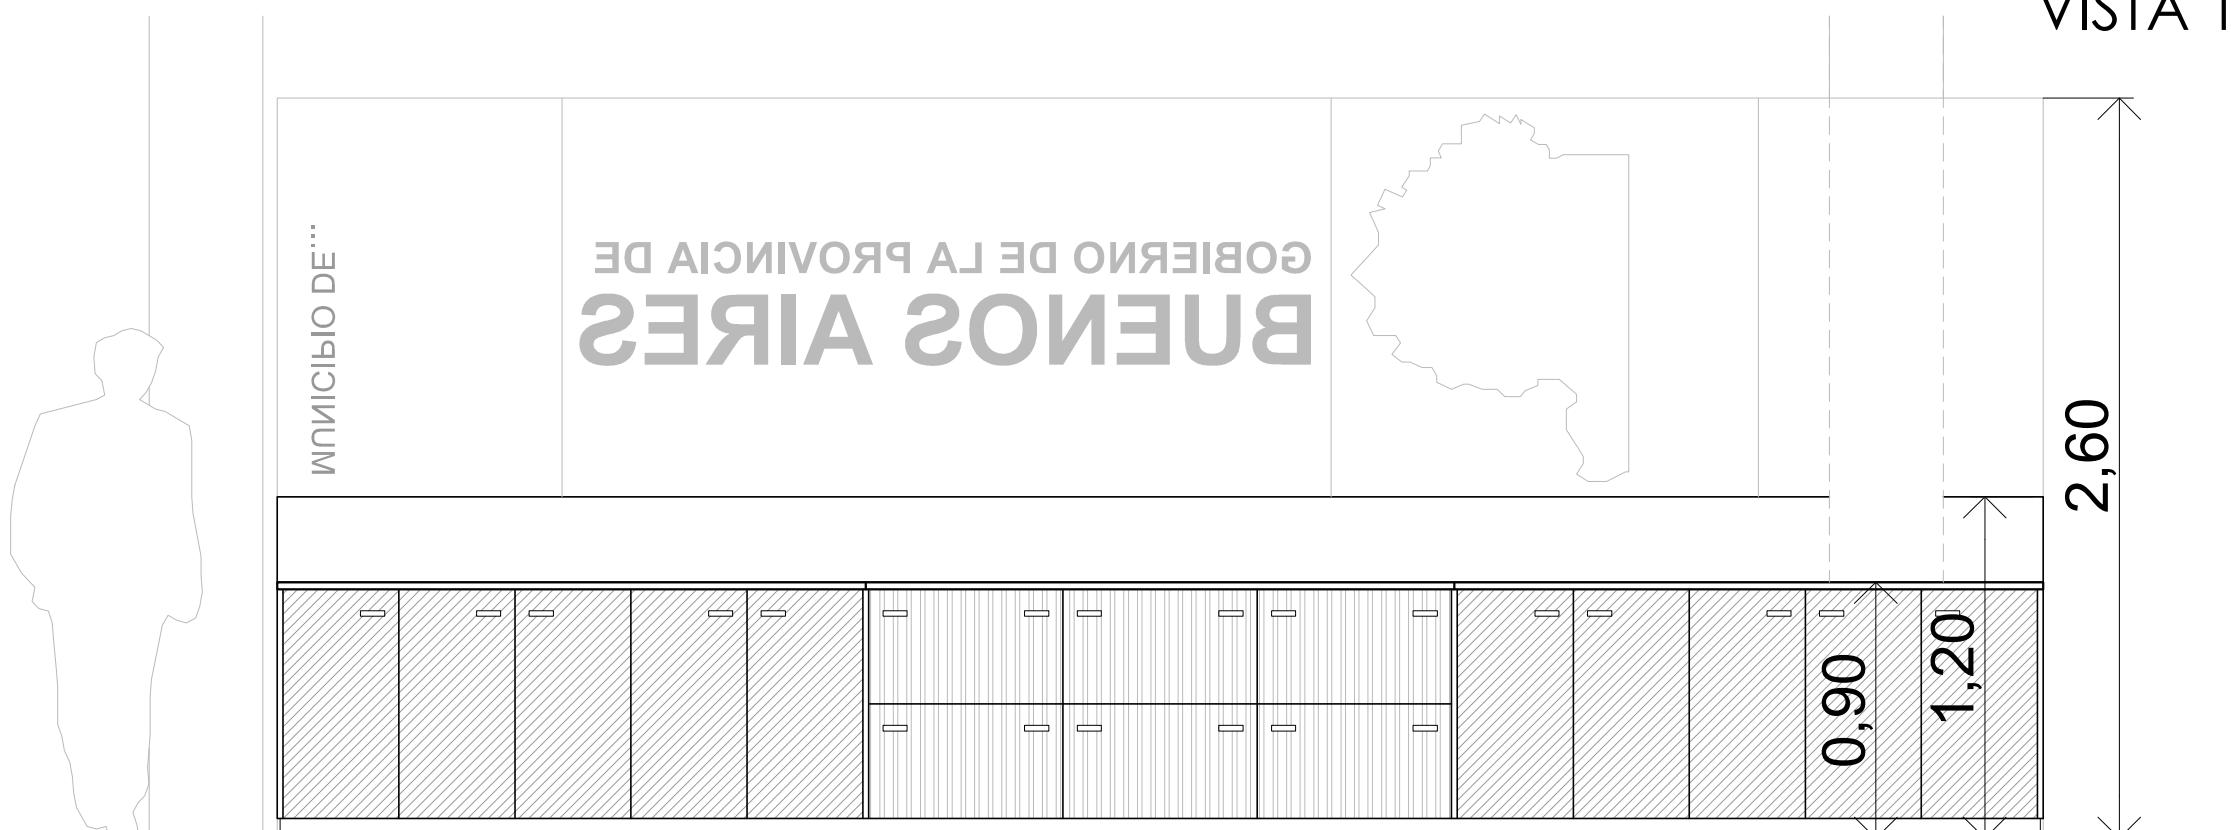 VISTA 1
MUNICIPIO DE...
GOBIERNO DE LA PROVINCIA DE
BUENOS AIRES
2,60
1,20
0,90